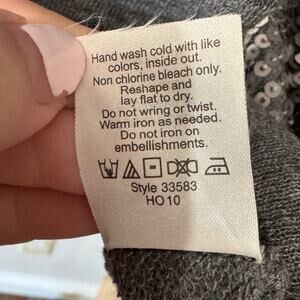 Hand wash cold with like
colors, inside out.
Non chlorine bleach only.
Reshape and
lay flat to dry.
Do not wring or twist.
Warm iron as needed.
Do not iron on
embellishments.
Style 33583
HO10